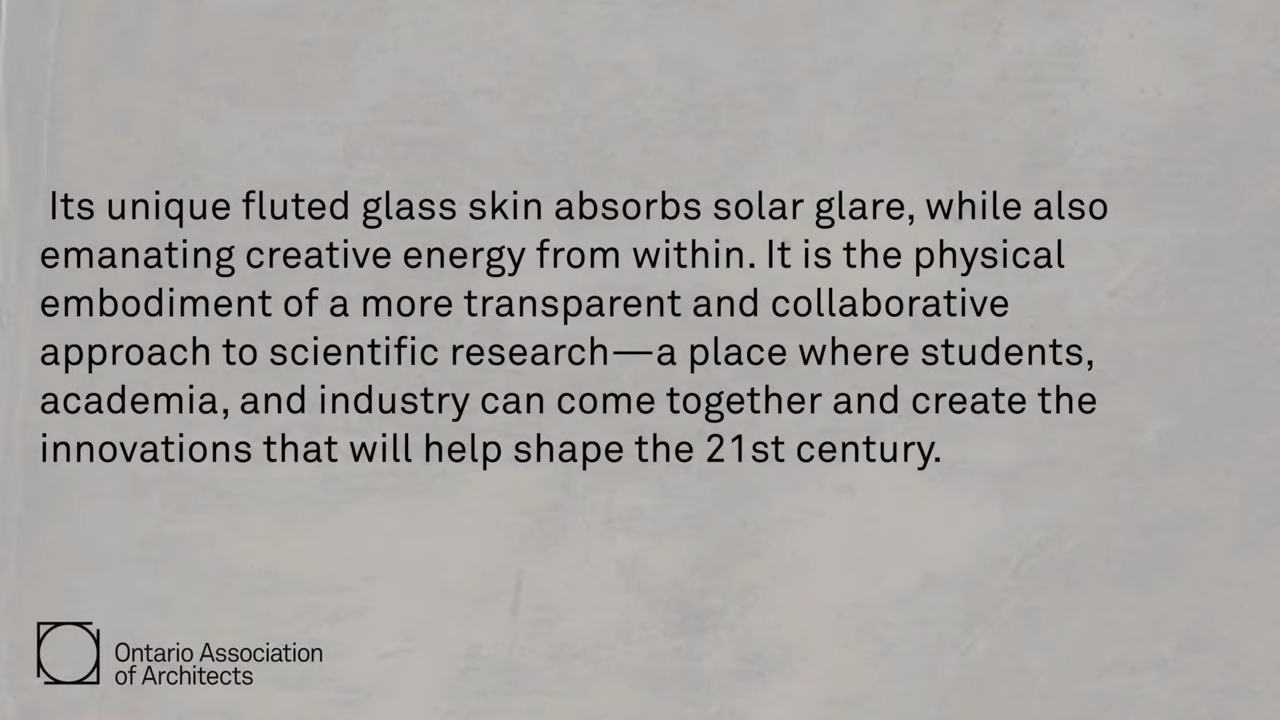 Its unique fluted glass skin absorbs solar glare, while also
emanating creative energy from within. It is the physical
embodiment of a more transparent and collaborative
approach to scientific research—a place where students,
academia, and industry can come together and create the
innovations that will help shape the 21st century.
Ontario Association
of Architects